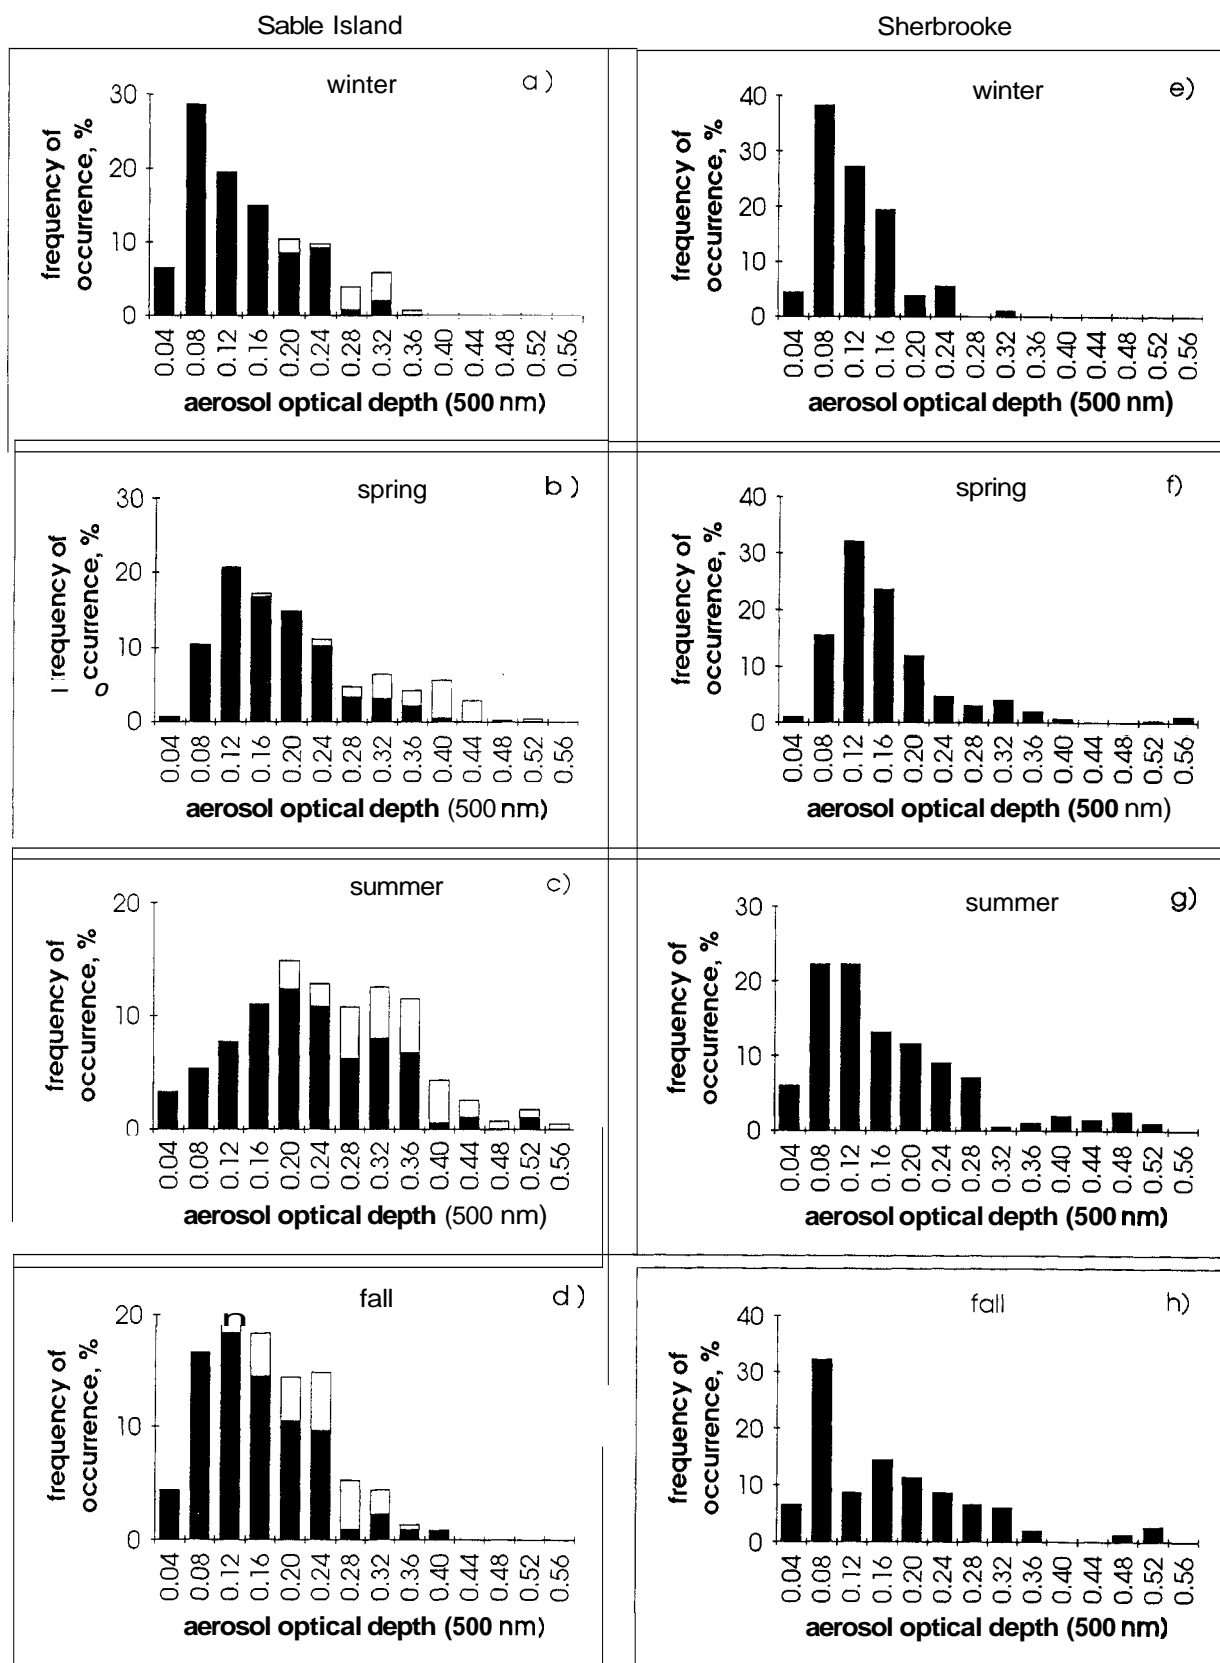 Sable Island
Sherbrooke
winter
a)
30
20
10
0
frequency of
occurrence, %
0.04 0.08 0.12 0.16 0.20 0.24 0.28 0.32 0.36 0.40 0.44 0.48 0.52 0.56
aerosol optical depth (500 nm)
winter
e)
40
30
20
10
0
frequency of
occurrence, %
0.04 0.08 0.12 0.16 0.20 0.24 0.28 0.32 0.36 0.40 0.44 0.48 0.52 0.56
aerosol optical depth (500 nm)
spring
b)
30
20
10
0
requency of
occurrence, %
0.04 0.08 0.12 0.16 0.20 0.24 0.28 0.32 0.36 0.40 0.44 0.48 0.52 0.56
aerosol optical depth (500 nm)
spring
f)
40
30
20
10
0
frequency of
occurrence, %
0.04 0.08 0.12 0.16 0.20 0.24 0.28 0.32 0.36 0.40 0.44 0.48 0.52 0.56
aerosol optical depth (500 nm)
summer
c)
20
10
0
frequency of
occurrence, %
0.04 0.08 0.12 0.16 0.20 0.24 0.28 0.32 0.36 0.40 0.44 0.48 0.52 0.56
aerosol optical depth (500 nm)
summer
g)
30
20
10
0
frequency of
occurrence, %
0.04 0.08 0.12 0.16 0.20 0.24 0.28 0.32 0.36 0.40 0.44 0.48 0.52 0.56
aerosol optical depth (500 nm)
fall
d)
20
10
0
n
frequency of
occurrence, %
0.04 0.08 0.12 0.16 0.20 0.24 0.28 0.32 0.36 0.40 0.44 0.48 0.52 0.56
aerosol optical depth (500 nm)
fall
h)
40
30
20
10
0
frequency of
occurrence, %
0.04 0.08 0.12 0.16 0.20 0.24 0.28 0.32 0.36 0.40 0.44 0.48 0.52 0.56
aerosol optical depth (500 nm)